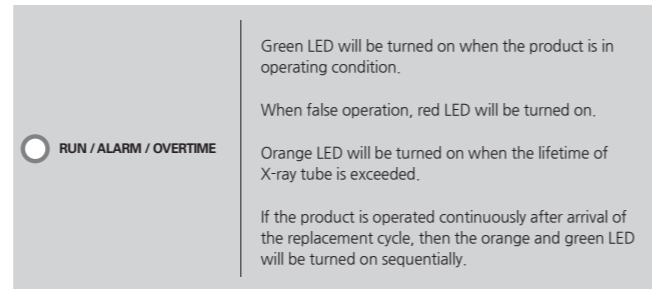 RUN / ALARM / OVERTIME
Green LED will be turned on when the product is in
operating condition.
When false operation, red LED will be turned on.
Orange LED will be turned on when the lifetime of
X-ray tube is exceeded.
If the product is operated continuously after arrival of
the replacement cycle, then the orange and green LED
will be turned on sequentially.